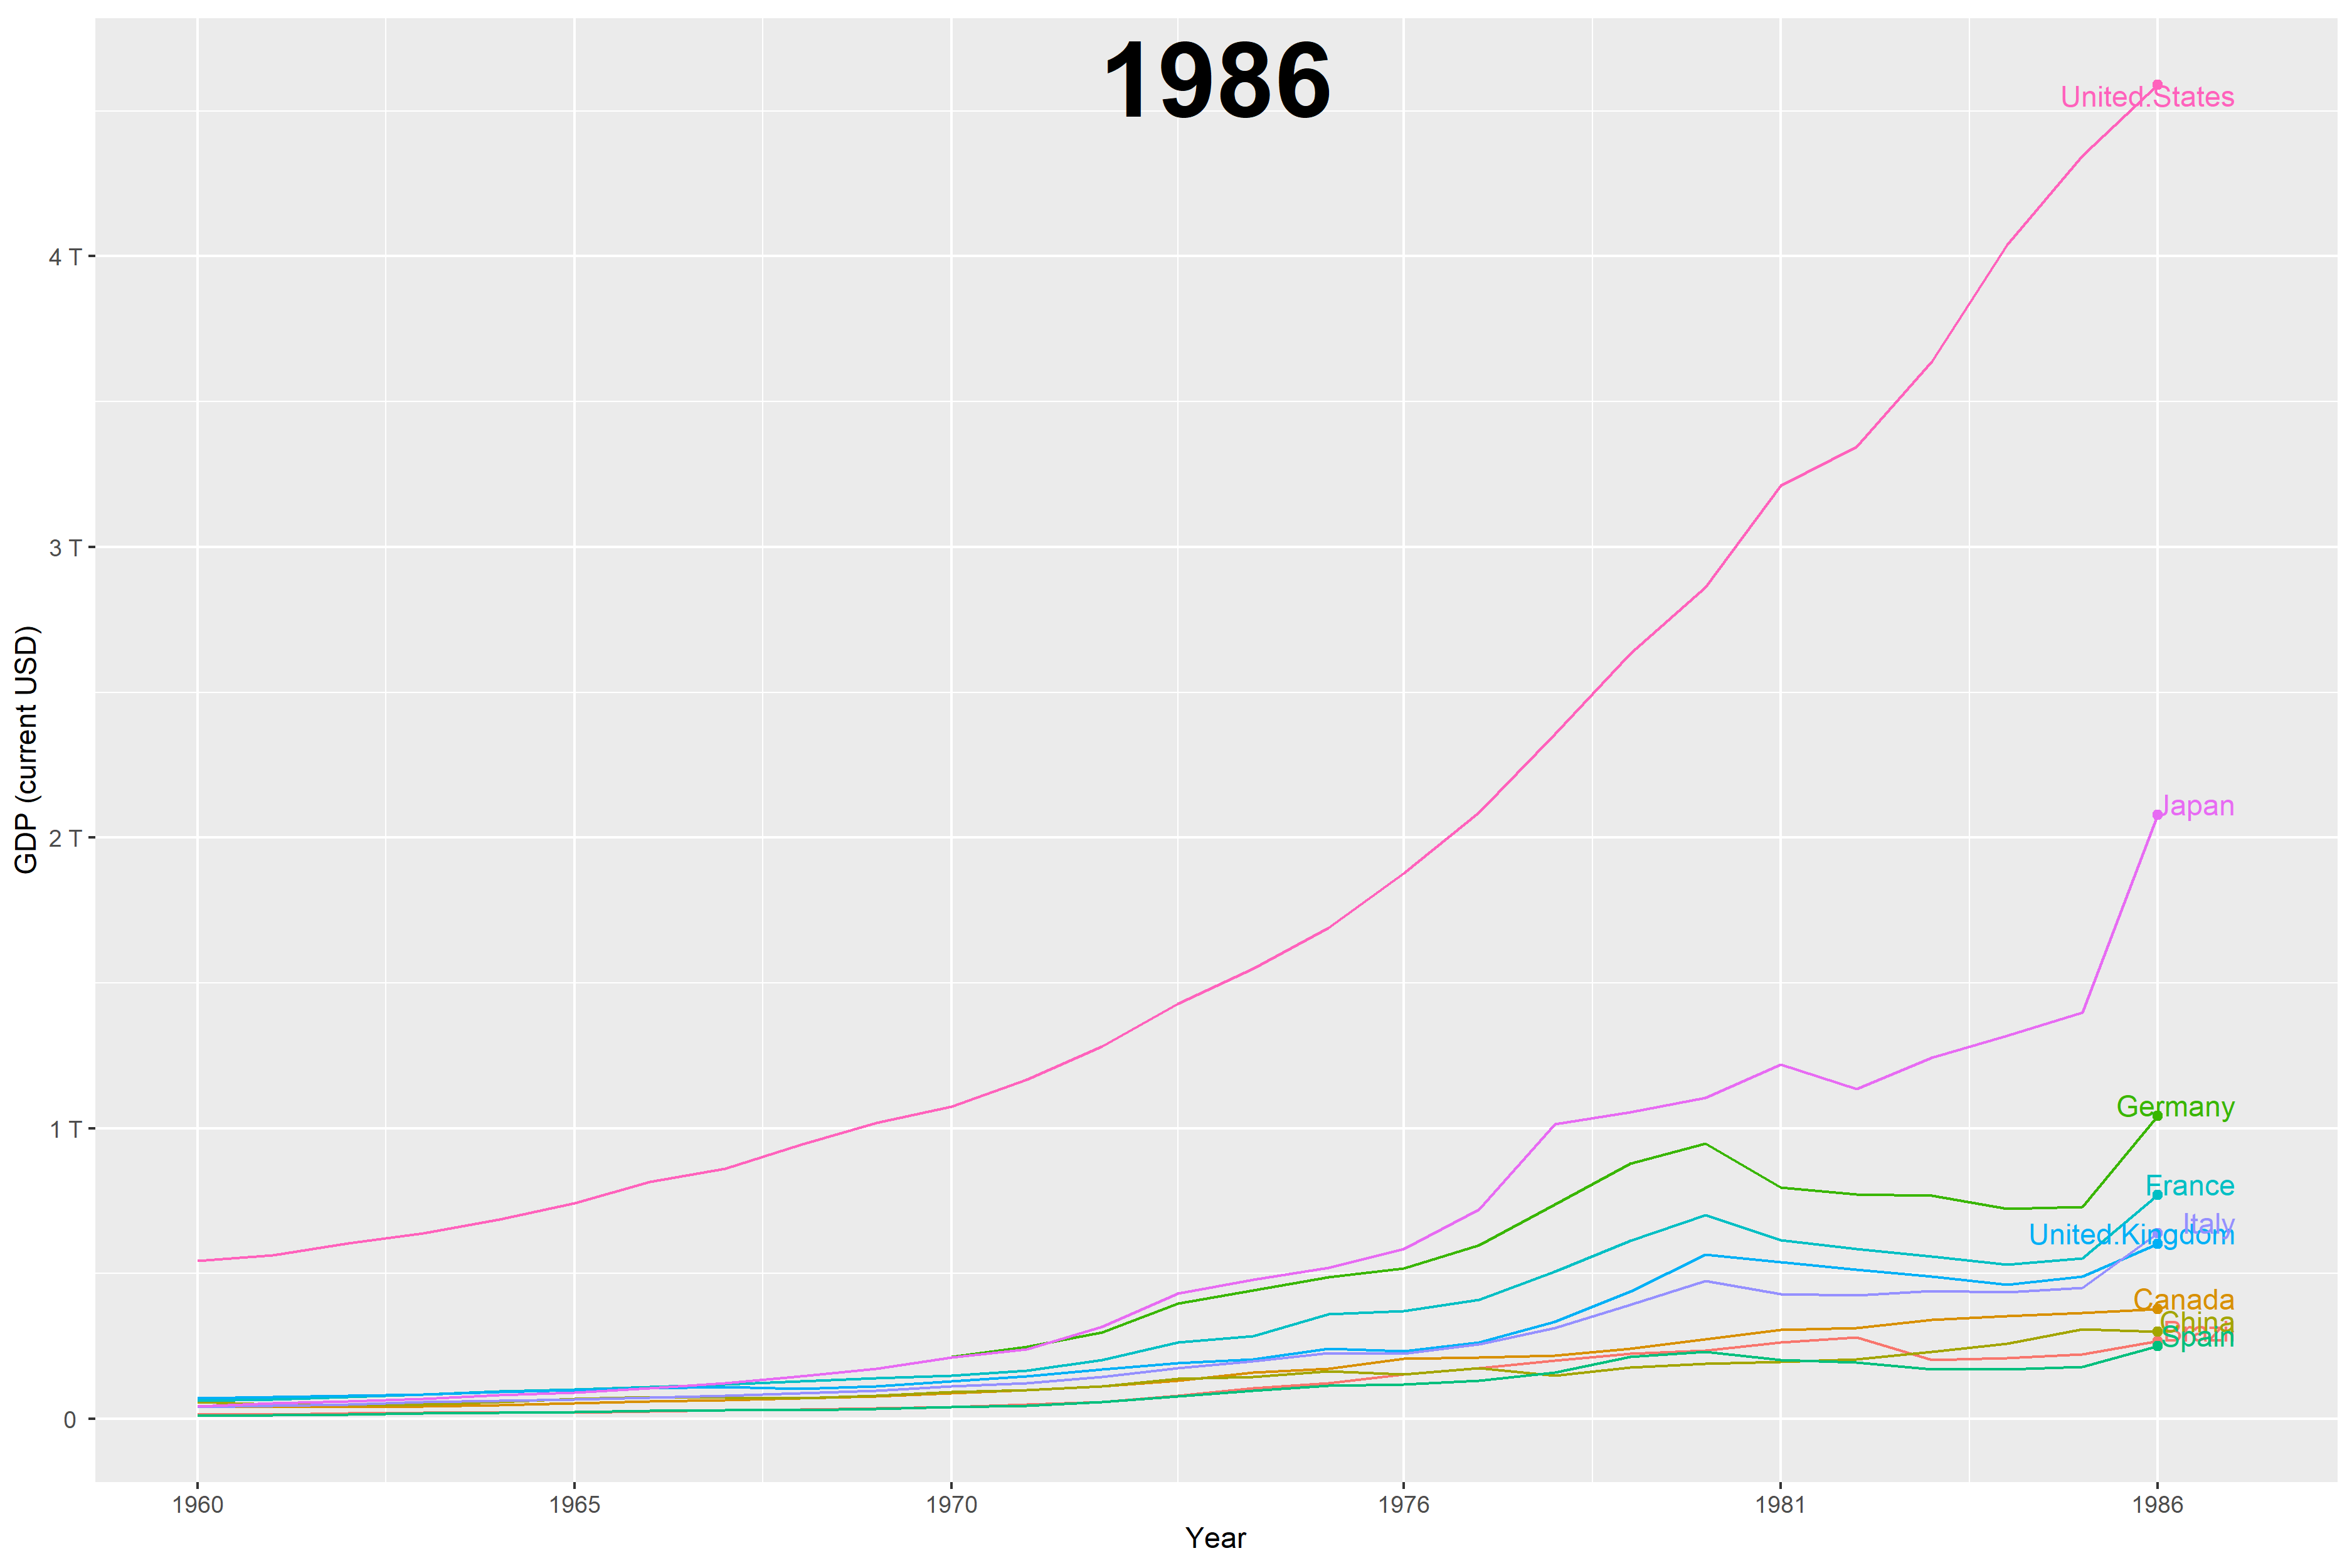 1986
United.States
4 T
3 T
GDP (current USD)
2 T
Japan
1 T
Germany
France
Italy
United.Kingdom
Canada
China
Brazil
Spain
0
1960 1965 1970 1976 1981 1986
Year